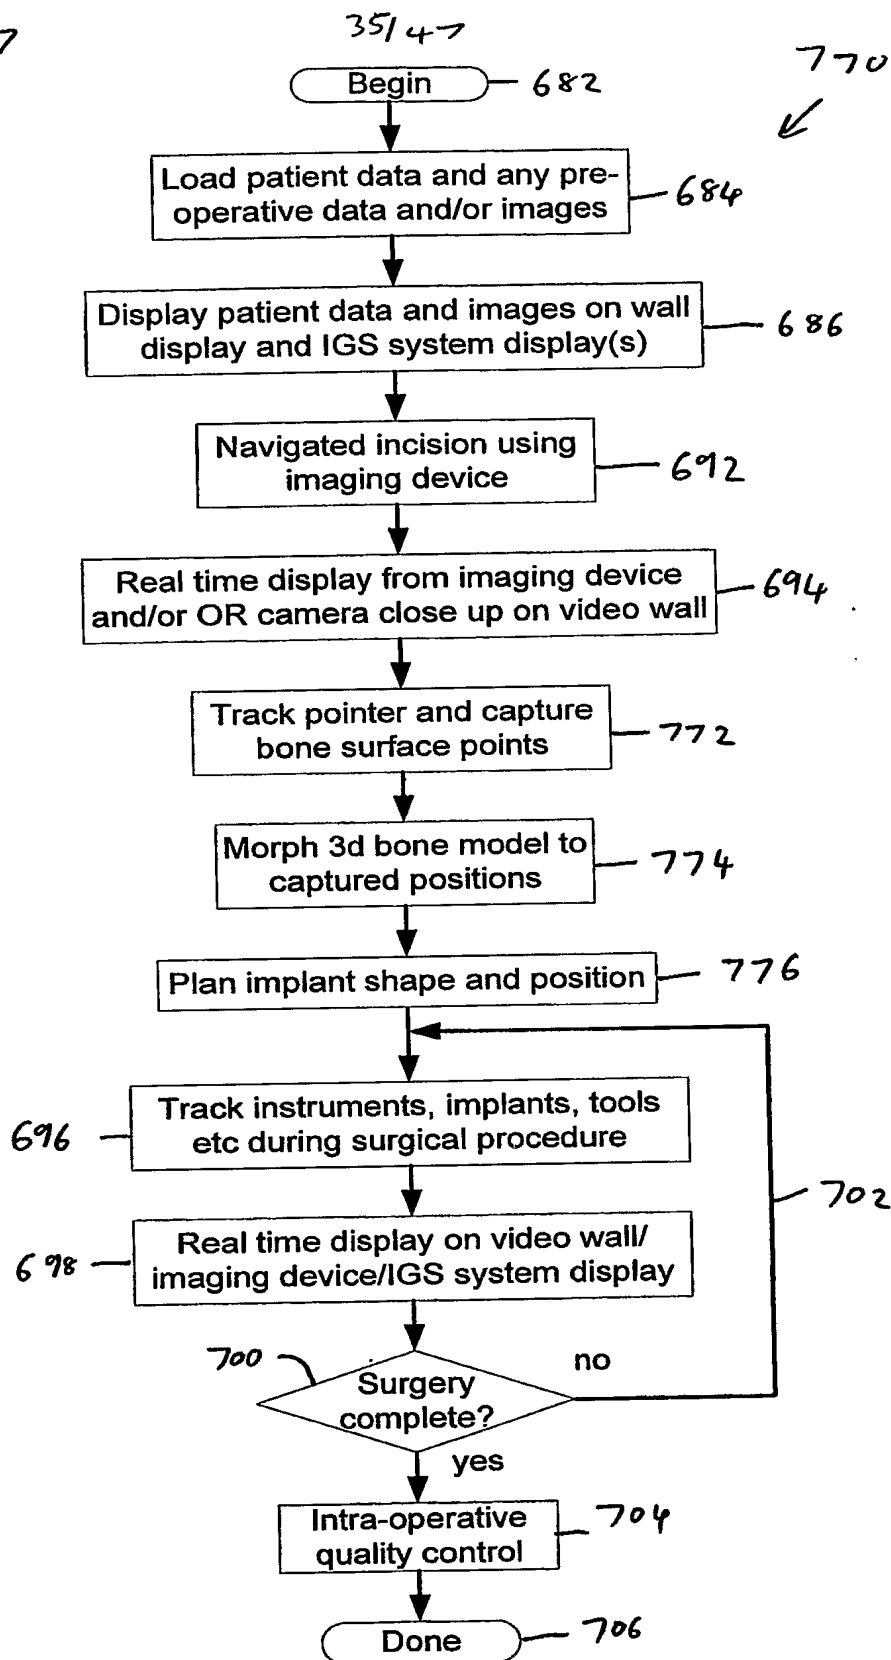 7
35/47
770
Begin
682
Load patient data and any pre-
operative data and/or images
684
Display patient data and images on wall
display and IGS system display(s)
686
Navigated incision using
imaging device
692
Real time display from imaging device
and/or OR camera close up on video wall
694
Track pointer and capture
bone surface points
772
Morph 3d bone model to
captured positions
774
Plan implant shape and position
776
Track instruments, implants, tools
etc during surgical procedure
696
702
Real time display on video wall/
imaging device/IGS system display
698
700
no
Surgery
complete?
yes
Intra-operative
quality control
704
Done
706